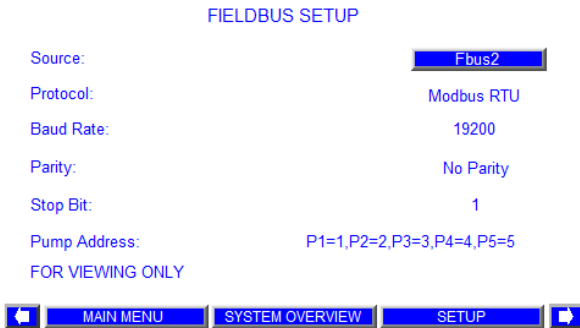 FIELDBUS SETUP
Source: Fbus2
Protocol: Modbus RTU
Baud Rate: 19200
Parity: No Parity
Stop Bit: 1
Pump Address: P1=1,P2=2,P3=3,P4=4,P5=5
FOR VIEWING ONLY
MAIN MENU SYSTEM OVERVIEW SETUP